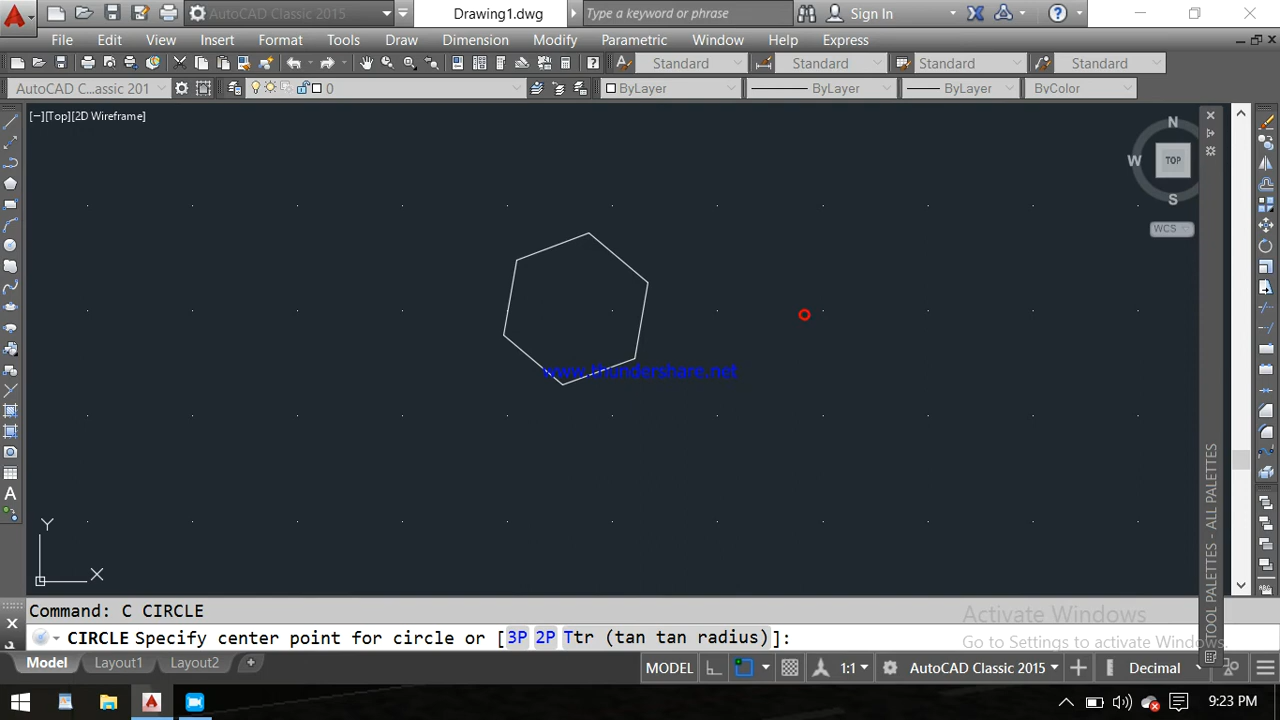 AutoCAD Classic 2015
Drawing1.dwg
Type a keyword or phrase
Sign In
File Edit View Insert Format Tools Draw Dimension Modify Parametric Window Help Express
Standard Standard Standard Standard
AutoCAD C...assic 201 0 ByLayer ByLayer ByLayer ByColor
[−][Top][2D Wireframe]
N
W TOP
S
WCS
www.thundershare.net
TOOL PALETTES - ALL PALETTES
Y
X
Command: C CIRCLE
Activate Windows
CIRCLE Specify center point for circle or [3P 2P Ttr (tan tan radius)]:
Go to Settings to activate Windows.
Model Layout1 Layout2 + MODEL 1:1 AutoCAD Classic 2015 Decimal
9:23 PM